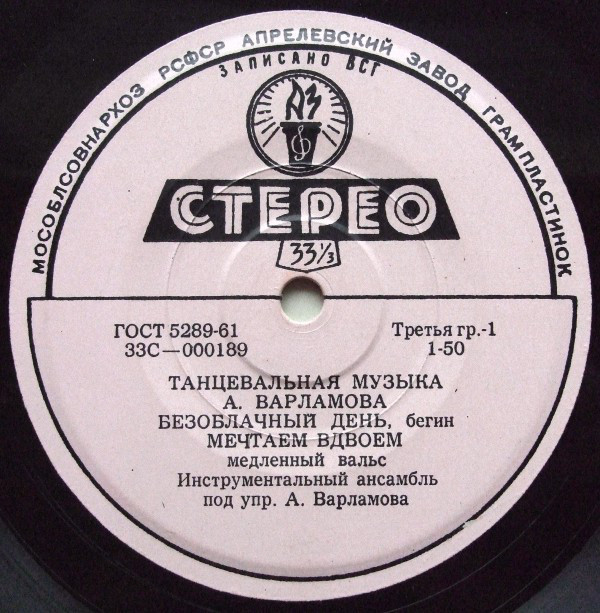 МОСОБЛСОВНАРХОЗ РСФСР АПРЕЛЕВСКИЙ ЗАВОД ГРАМПЛАСТИНОК
ЗАПИСАНО ВСГ
АЗ
СТЕРЕО
33⅓
ГОСТ 5289-61
Третья гр.-1
33С—000189
1-50
ТАНЦЕВАЛЬНАЯ МУЗЫКА
А. ВАРЛАМОВА
БЕЗОБЛАЧНЫЙ ДЕНЬ, бегин
МЕЧТАЕМ ВДВОЕМ
медленный вальс
Инструментальный ансамбль
под упр. А. Варламова